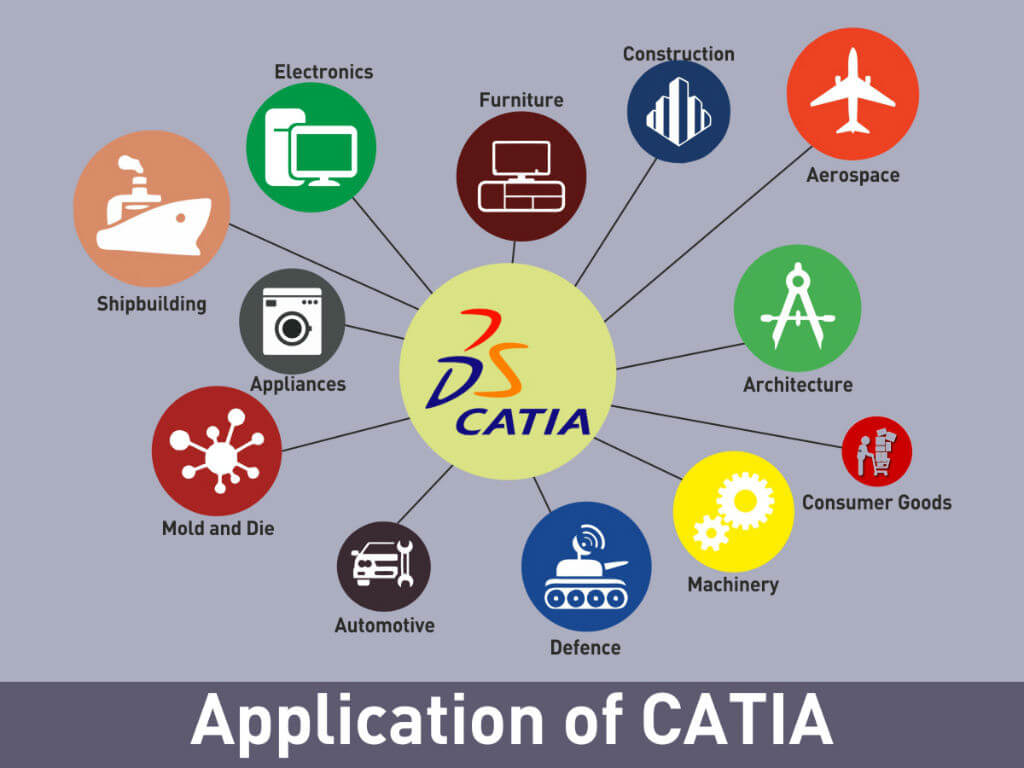 Construction
Electronics
Furniture
Aerospace
Shipbuilding
Appliances
Architecture
DS
CATIA
Consumer Goods
Mold and Die
Machinery
Automotive
Defence
Application of CATIA